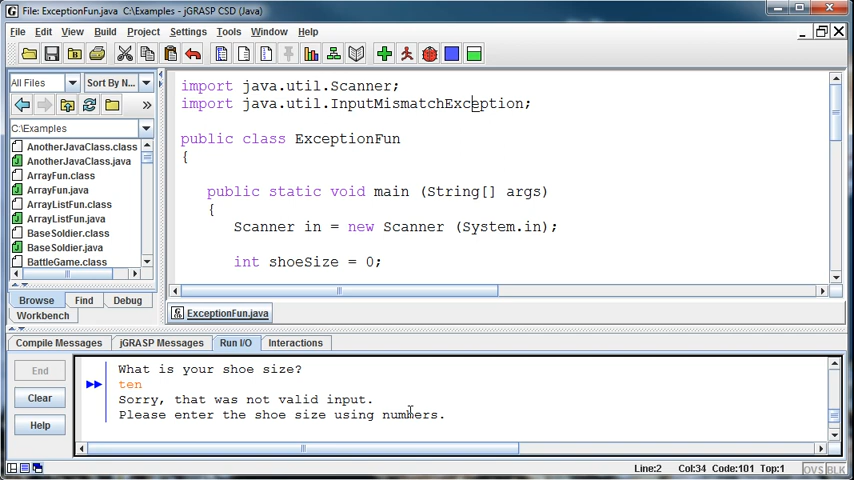 File: ExceptionFun.java C:\Examples - jGRASP CSD (Java)
File Edit View Build Project Settings Tools Window Help
All Files Sort By N...
C:\Examples
AnotherJavaClass.class
AnotherJavaClass.java
ArrayFun.class
ArrayFun.java
ArrayListFun.class
ArrayListFun.java
BaseSoldier.class
BaseSoldier.java
BattleGame.class
Browse Find Debug
Workbench
import java.util.Scanner;
import java.util.InputMismatchException;
public class ExceptionFun
{
public static void main (String[] args)
{
Scanner in = new Scanner (System.in);
int shoeSize = 0;
ExceptionFun.java
Compile Messages jGRASP Messages Run I/O Interactions
End
Clear
Help
What is your shoe size?
ten
Sorry, that was not valid input.
Please enter the shoe size using numbers.
Line:2 Col:34 Code:101 Top:1 OVS BLK